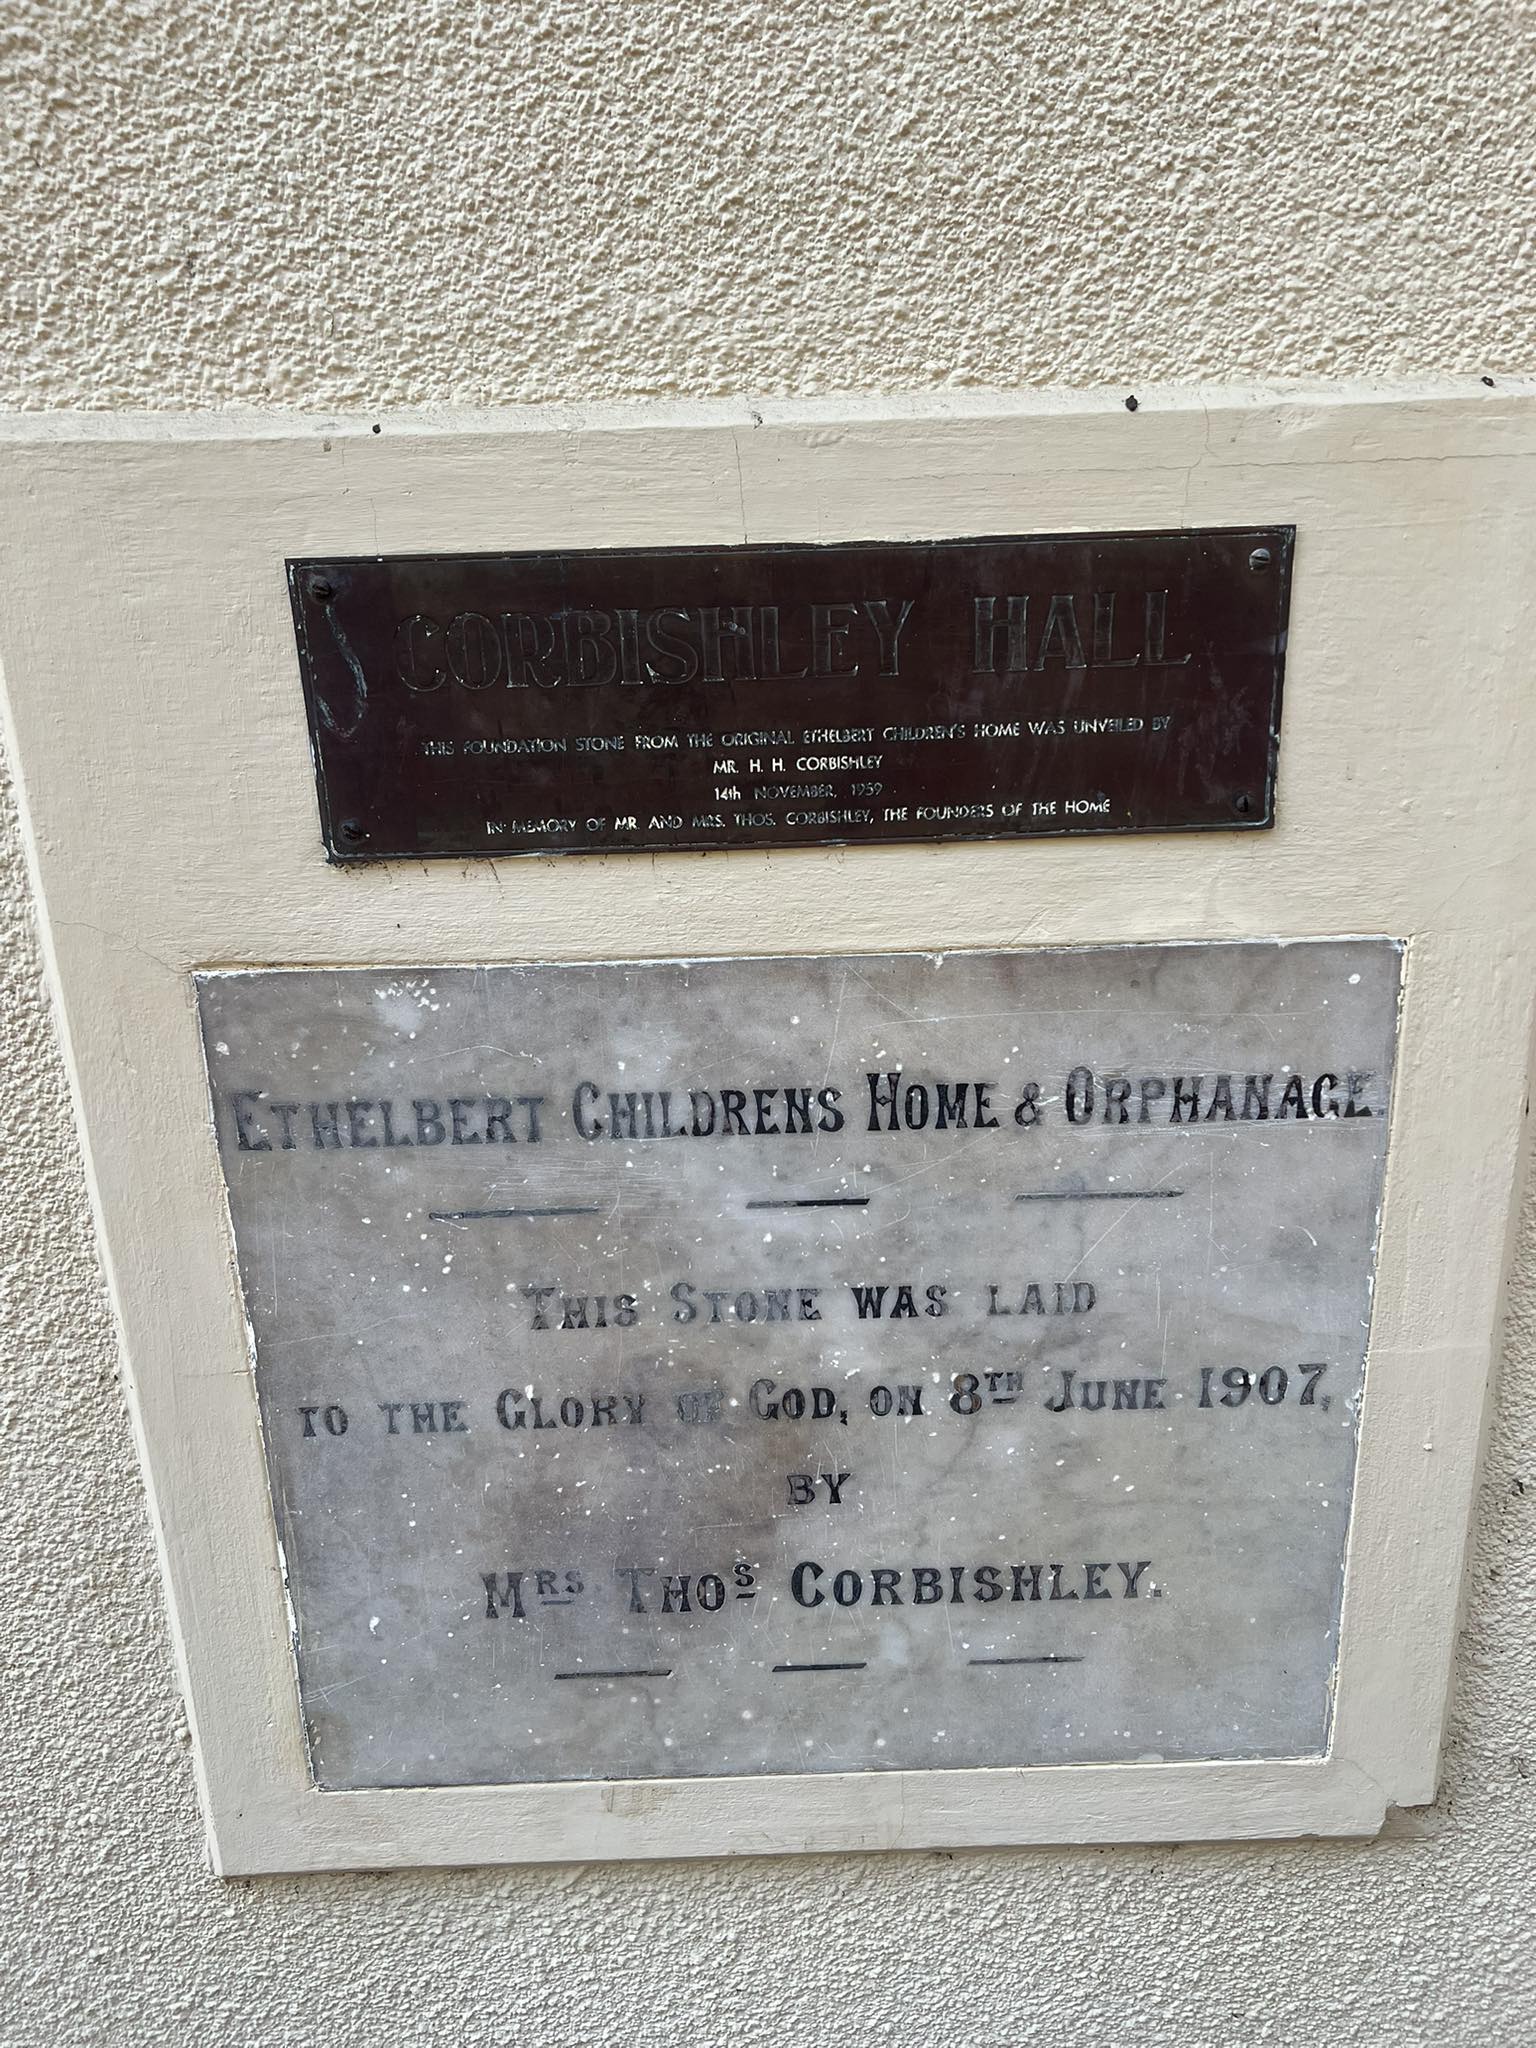 CORBISHLEY HALL
THIS FOUNDATION STONE FROM THE ORIGINAL ETHELBERT CHILDREN'S HOME WAS UNVEILED BY
MR. H. H. CORBISHLEY
14th NOVEMBER, 1959
IN MEMORY OF MR. AND MRS. THOS. CORBISHLEY, THE FOUNDERS OF THE HOME
ETHELBERT CHILDRENS HOME & ORPHANAGE.
THIS STONE WAS LAID
TO THE GLORY OF GOD, ON 8TH JUNE 1907,
BY
MRS THOS CORBISHLEY.